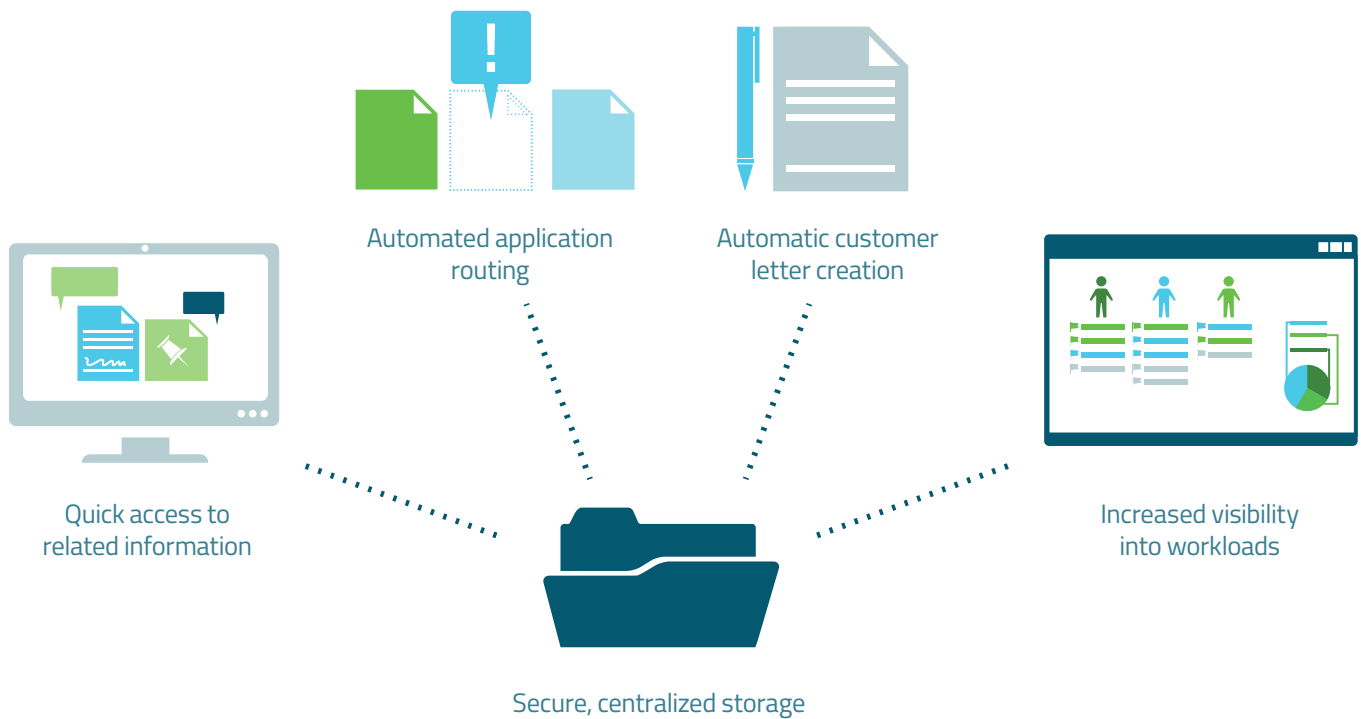 !
Automated application
routing
Automatic customer
letter creation
Quick access to
related information
Increased visibility
into workloads
Secure, centralized storage